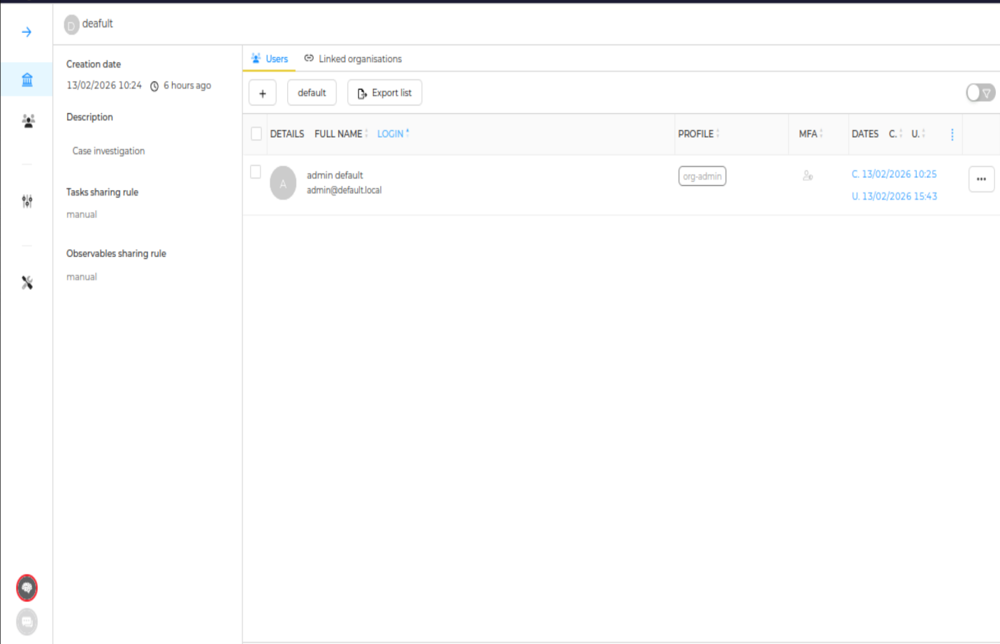 D deafult
Creation date
13/02/2026 10:24 6 hours ago
Description
Case investigation
Tasks sharing rule
manual
Observables sharing rule
manual
Users Linked organisations
+ default Export list
DETAILS FULL NAME LOGIN PROFILE MFA DATES C. U.
A
admin default
admin@default.local
org-admin
C. 13/02/2026 10:25
U. 13/02/2026 15:43